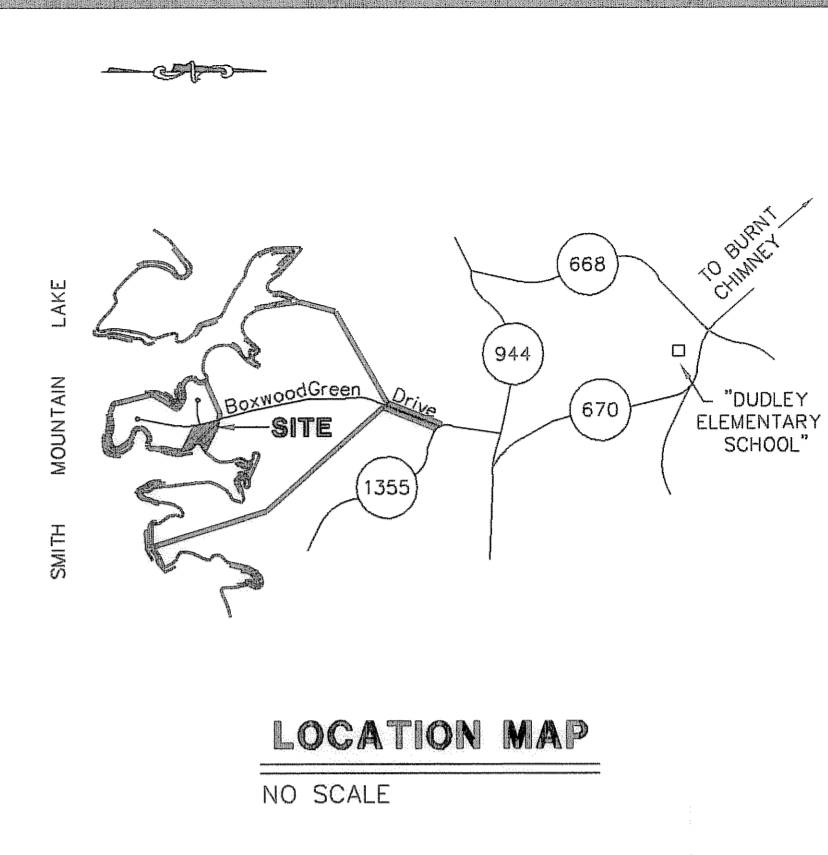 SMITH MOUNTAIN LAKE
668
TO BURNT
CHIMNEY
944
"DUDLEY
ELEMENTARY
SCHOOL"
670
BoxwoodGreen Drive
SITE
1355
LOCATION MAP
NO SCALE